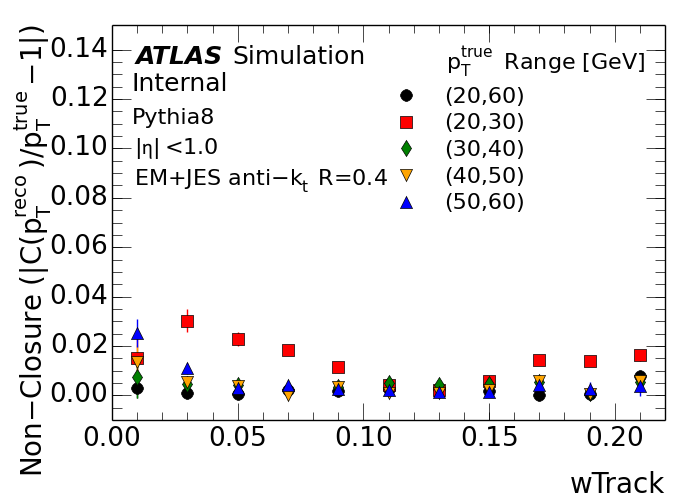 Non−Closure (|C(p_T^reco)/p_T^true −1|)
0.14
0.12
0.10
0.08
0.06
0.04
0.02
0.00
ATLAS Simulation
Internal
Pythia8
|η| <1.0
EM+JES anti−k_t R=0.4
p_T^true Range [GeV]
(20,60)
(20,30)
(30,40)
(40,50)
(50,60)
0.00 0.05 0.10 0.15 0.20
wTrack